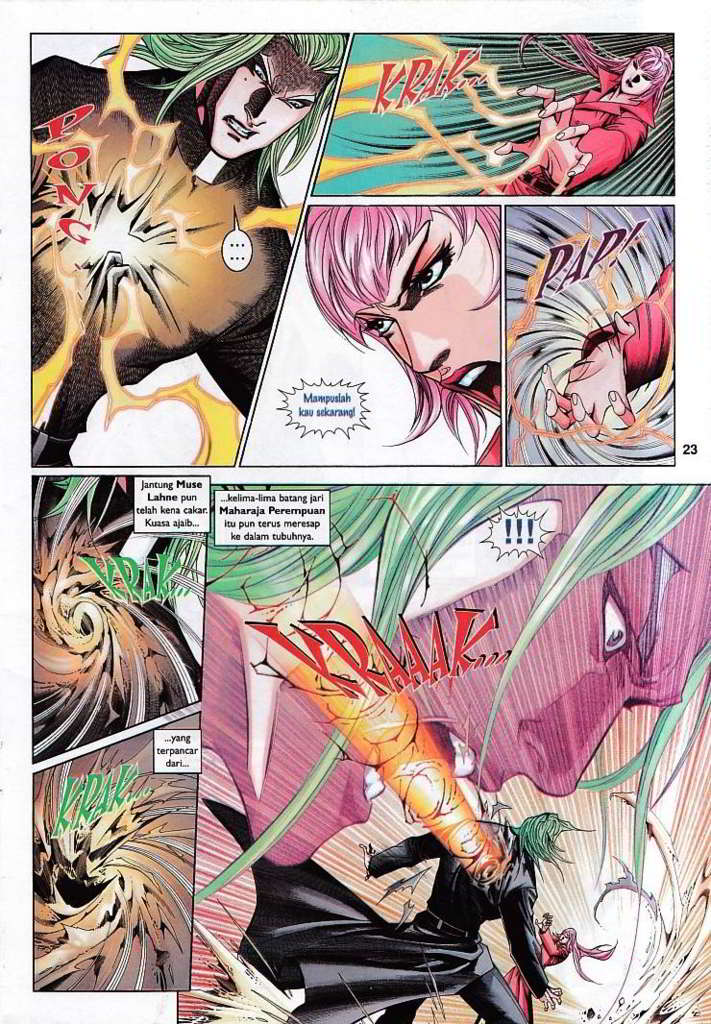 PONG
...
...
KRAK...
Mampuslah
kau sekarang!
PAP!
23
Jantung Muse
Lahne pun
telah kena cakar.
Kuasa ajaib...
KRAK...
...yang
terpancar
dari...
KRAK...
...kelima-lima batang jari
Maharaja Perempuan
itu pun terus meresap
ke dalam tubuhnya.
!!!
KRAAAK...